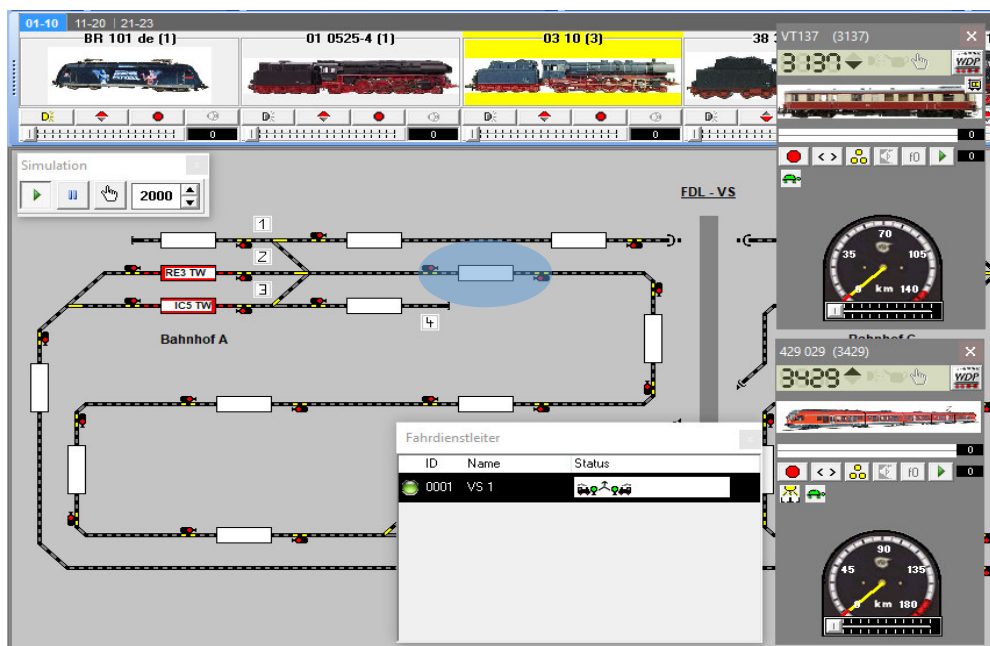 01-10 11-20 21-23
BR 101 de (1)
01 0525-4 (1)
03 10 (3)
38 3
0 0 0
Simulation
2000
FDL - VS
1
2
3
4
RE3 TW
IC5 TW
Bahnhof A
Fahrdienstleiter
ID Name Status
0001 VS 1
VT137 (3137)
3137
WDP
0
< > f0 0
35 70 105
0 km 140
429 029 (3429)
3429
WDP
0
< > f0 0
45 90 135
0 km 180